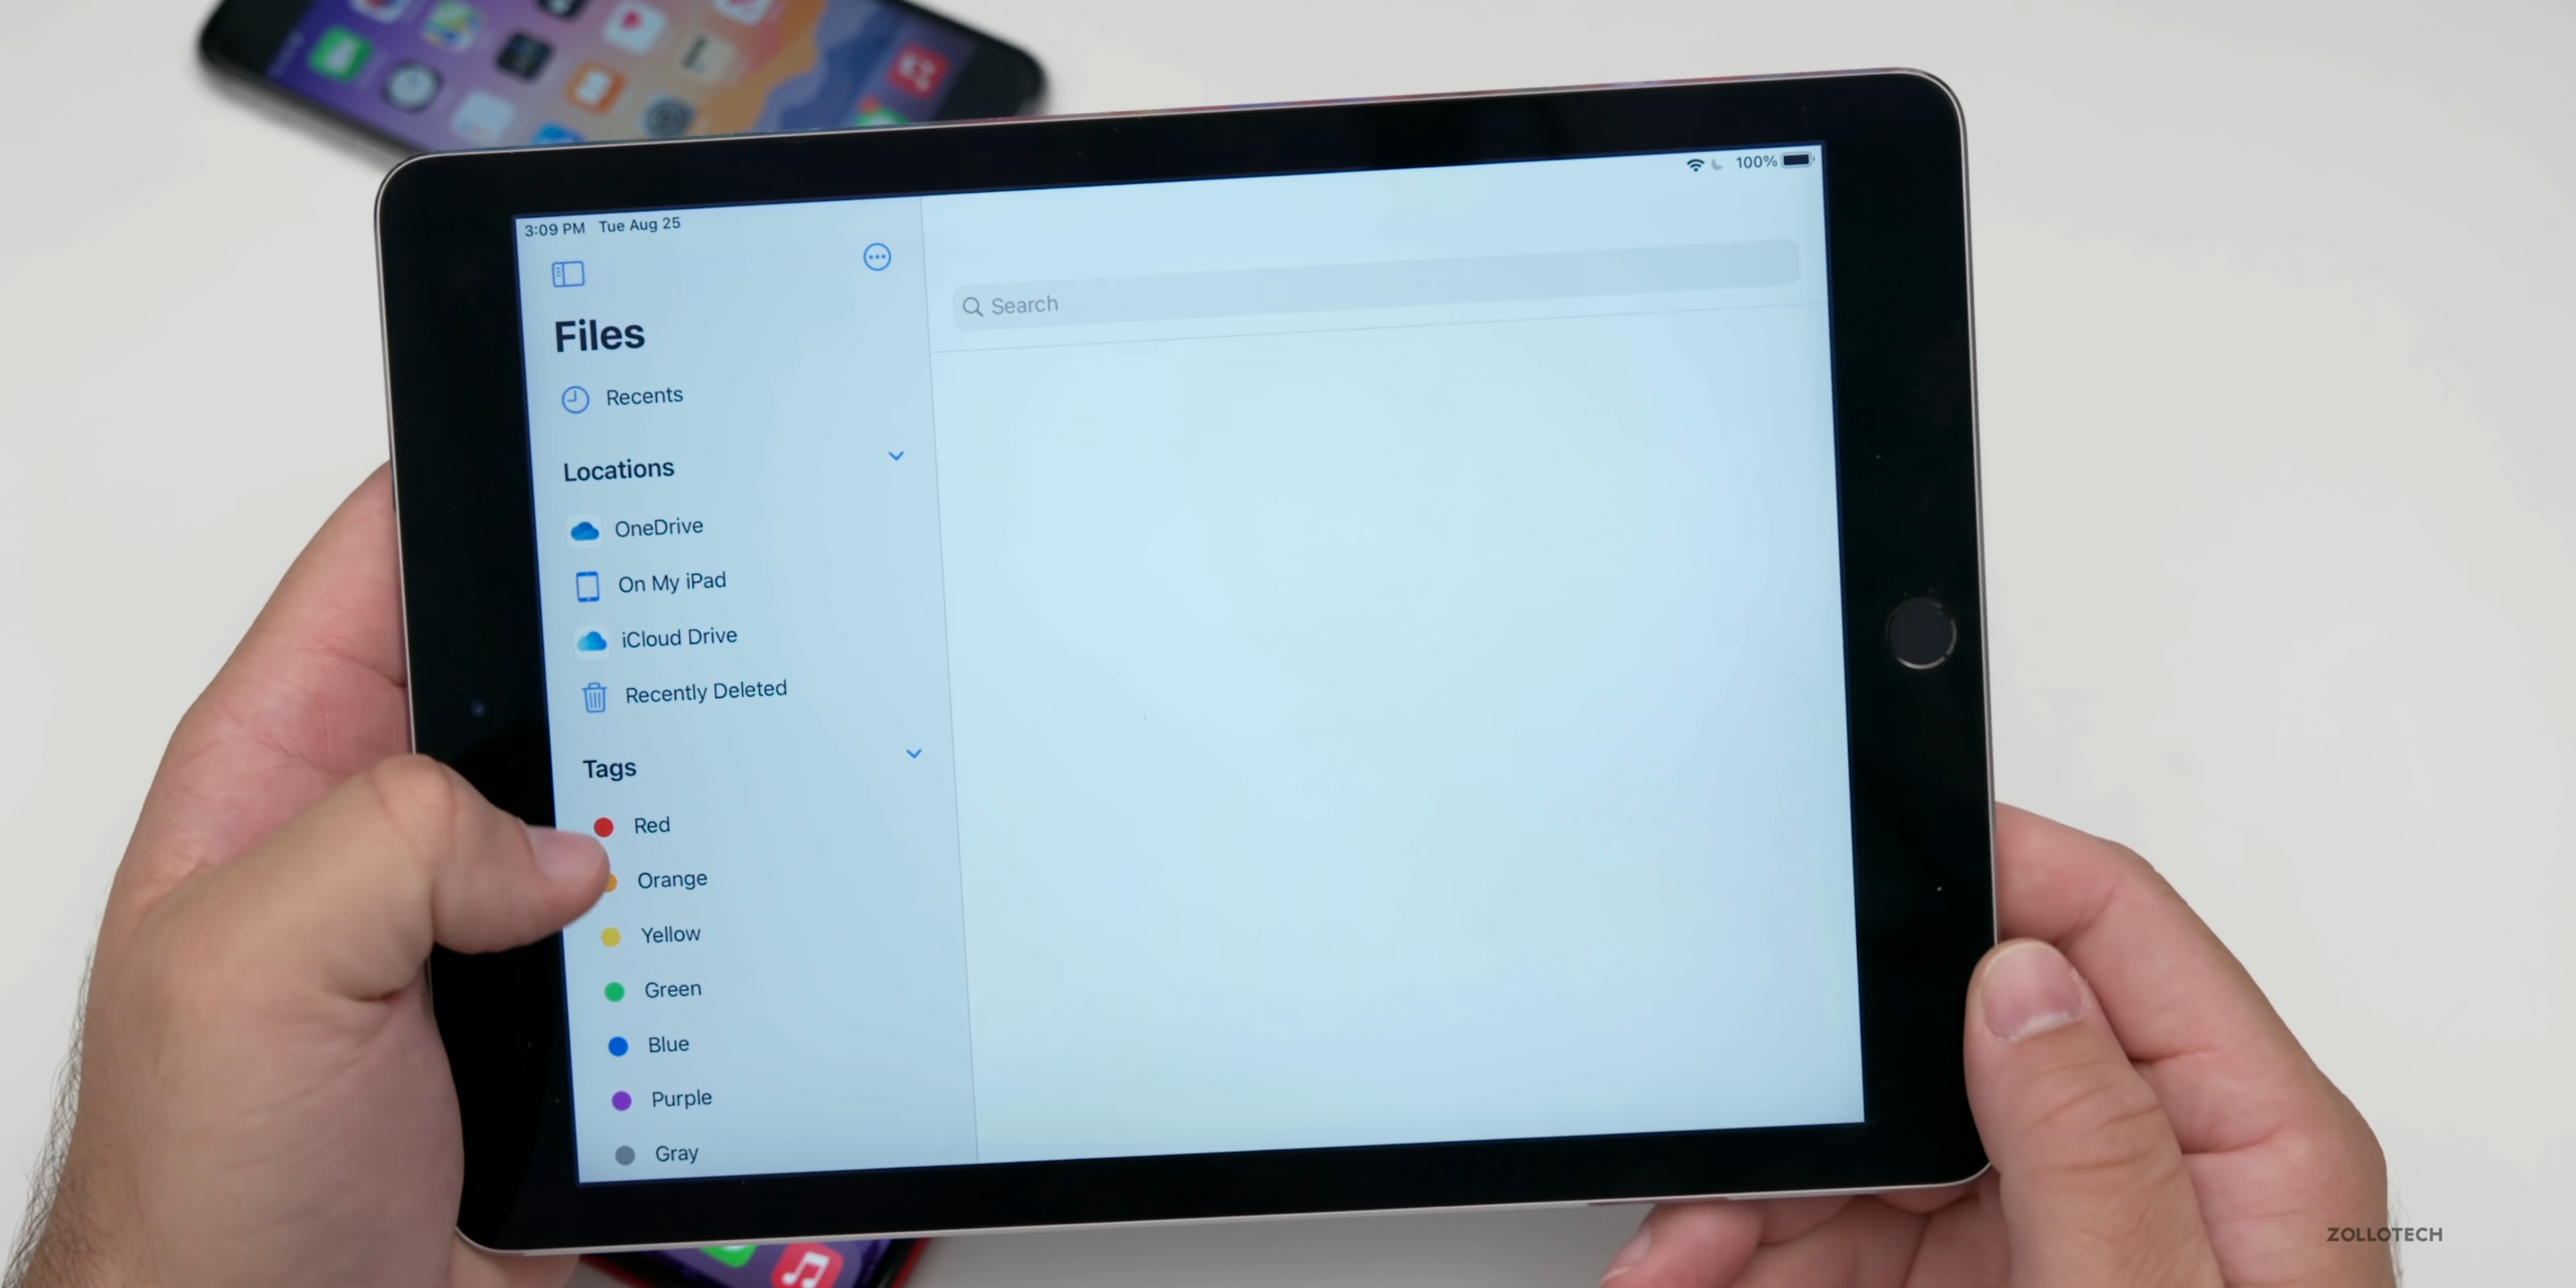 3:09 PM Tue Aug 25
100%
Files
Search
Recents
Locations
OneDrive
On My iPad
iCloud Drive
Recently Deleted
Tags
Red
Orange
Yellow
Green
Blue
Purple
Gray
ZOLLOTECH